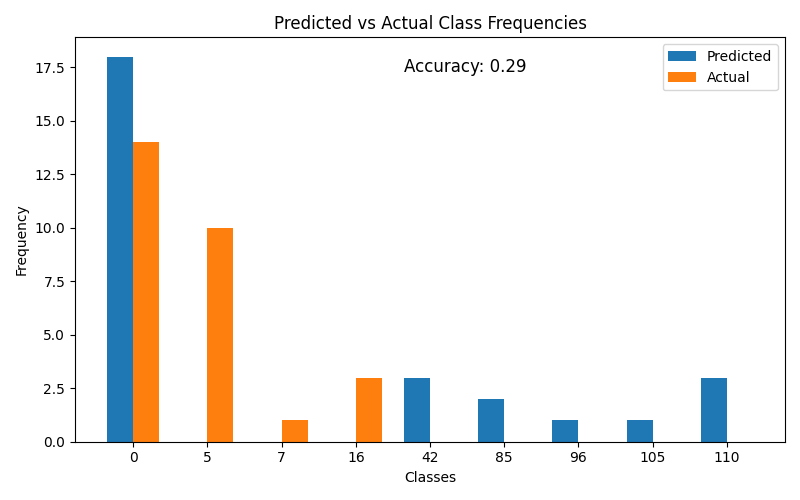 Predicted vs Actual Class Frequencies
Accuracy: 0.29
Predicted
Actual
Frequency
17.5
15.0
12.5
10.0
7.5
5.0
2.5
0.0
0 5 7 16 42 85 96 105 110
Classes